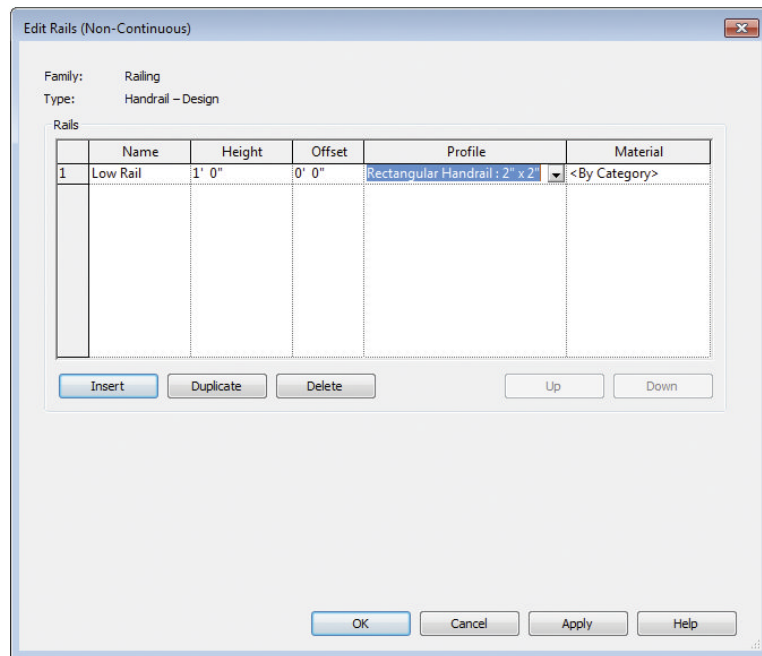 Edit Rails (Non-Continuous)
Family: Railing
Type: Handrail – Design
Rails
Name Height Offset Profile Material
1 Low Rail 1' 0" 0' 0" Rectangular Handrail : 2" x 2" <By Category>
Insert Duplicate Delete Up Down
OK Cancel Apply Help